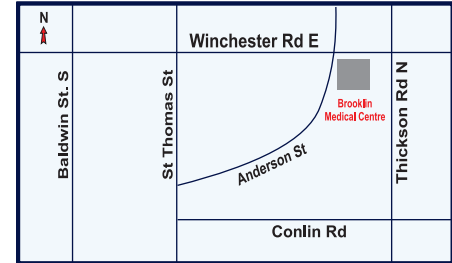 N
Winchester Rd E
Baldwin St. S
St Thomas St
Brooklin
Medical Centre
Thickson Rd N
Anderson St
Conlin Rd